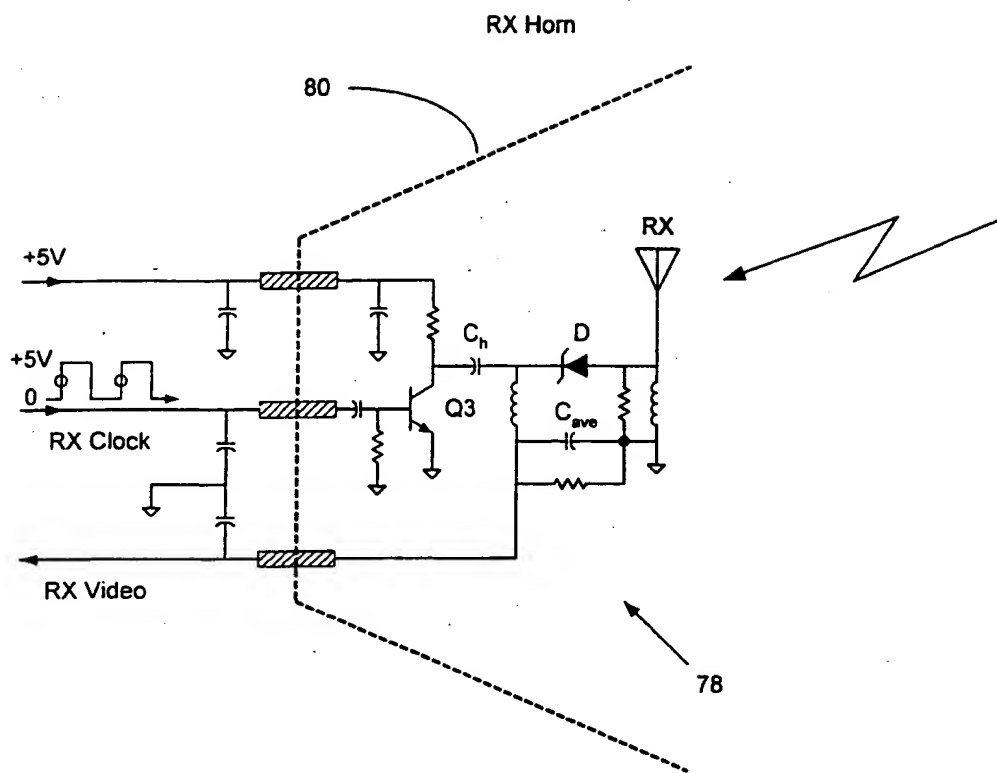 RX Horn
80
RX
+5V
C_h
D
+5V
0
Q3
C_ave
RX Clock
RX Video
78